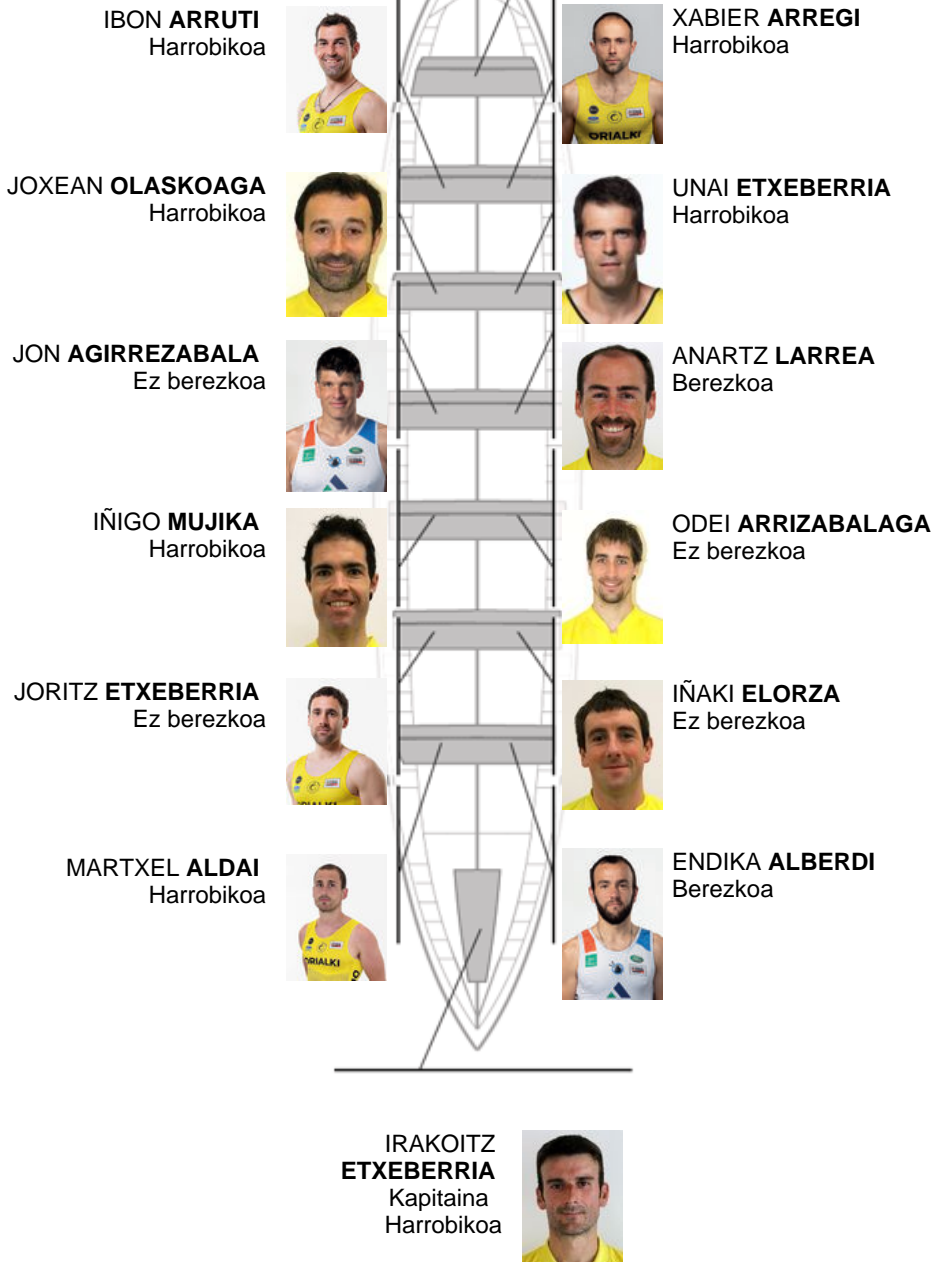 IBON ARRUTI
Harrobikoa
XABIER ARREGI
Harrobikoa
ORIALKI
JOXEAN OLASKOAGA
Harrobikoa
UNAI ETXEBERRIA
Harrobikoa
JON AGIRREZABALA
Ez berezkoa
ANARTZ LARREA
Berezkoa
IÑIGO MUJIKA
Harrobikoa
ODEI ARRIZABALAGA
Ez berezkoa
JORITZ ETXEBERRIA
Ez berezkoa
IÑAKI ELORZA
Ez berezkoa
MARTXEL ALDAI
Harrobikoa
ORIALKI
ENDIKA ALBERDI
Berezkoa
IRAKOITZ
ETXEBERRIA
Kapitaina
Harrobikoa